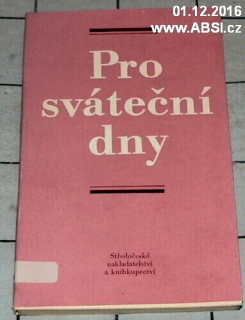 01.12.2016
www.ABSI.cz
Pro
sváteční
dny
Středočeské
nakladatelství
a knihkupectví